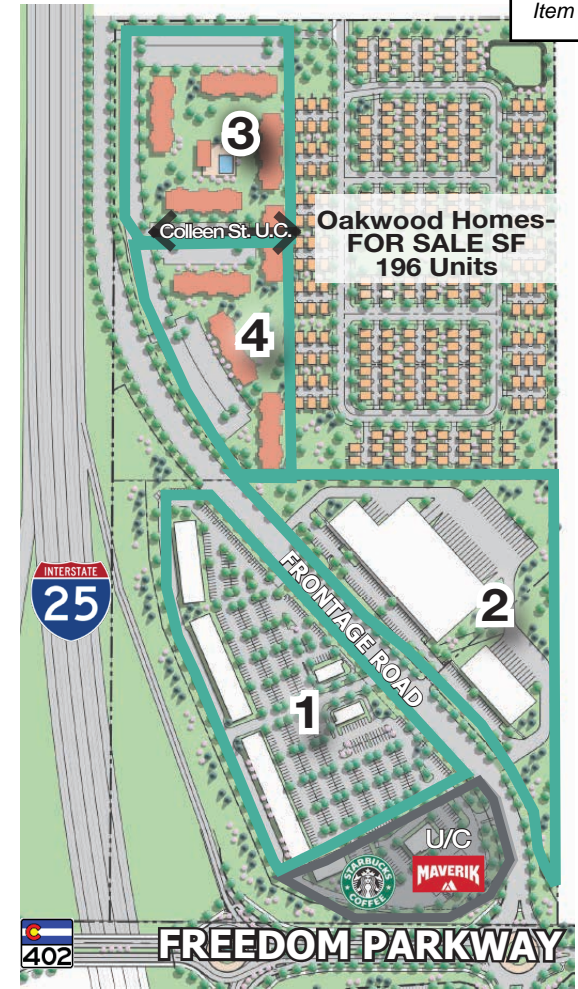 Item
3
Colleen St. U.C.
Oakwood Homes-
FOR SALE SF
196 Units
4
INTERSTATE
25
FRONTAGE ROAD
2
1
U/C
STARBUCKS
COFFEE
MAVERIK
402
FREEDOM PARKWAY